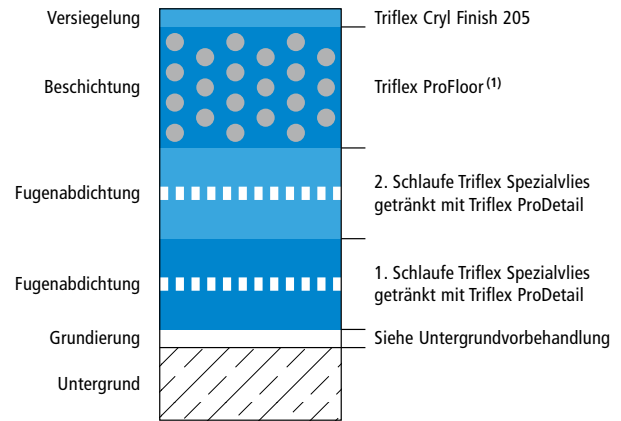 Versiegelung Triflex Cryl Finish 205
Beschichtung Triflex ProFloor(1)
Fugenabdichtung 2. Schlaufe Triflex Spezialvlies
getränkt mit Triflex ProDetail
Fugenabdichtung 1. Schlaufe Triflex Spezialvlies
getränkt mit Triflex ProDetail
Grundierung Siehe Untergrundvorbehandlung
Untergrund